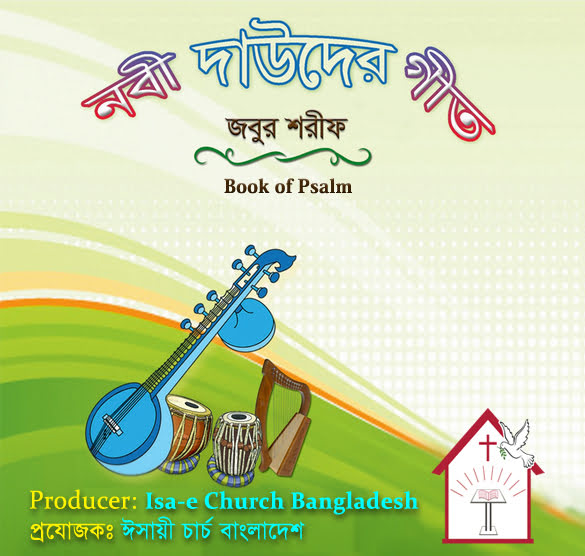 নবী দাউদের গীত
জবুর শরীফ
Book of Psalm
Producer: Isa-e Church Bangladesh
প্রযোজকঃ ঈসায়ী চার্চ বাংলাদেশ